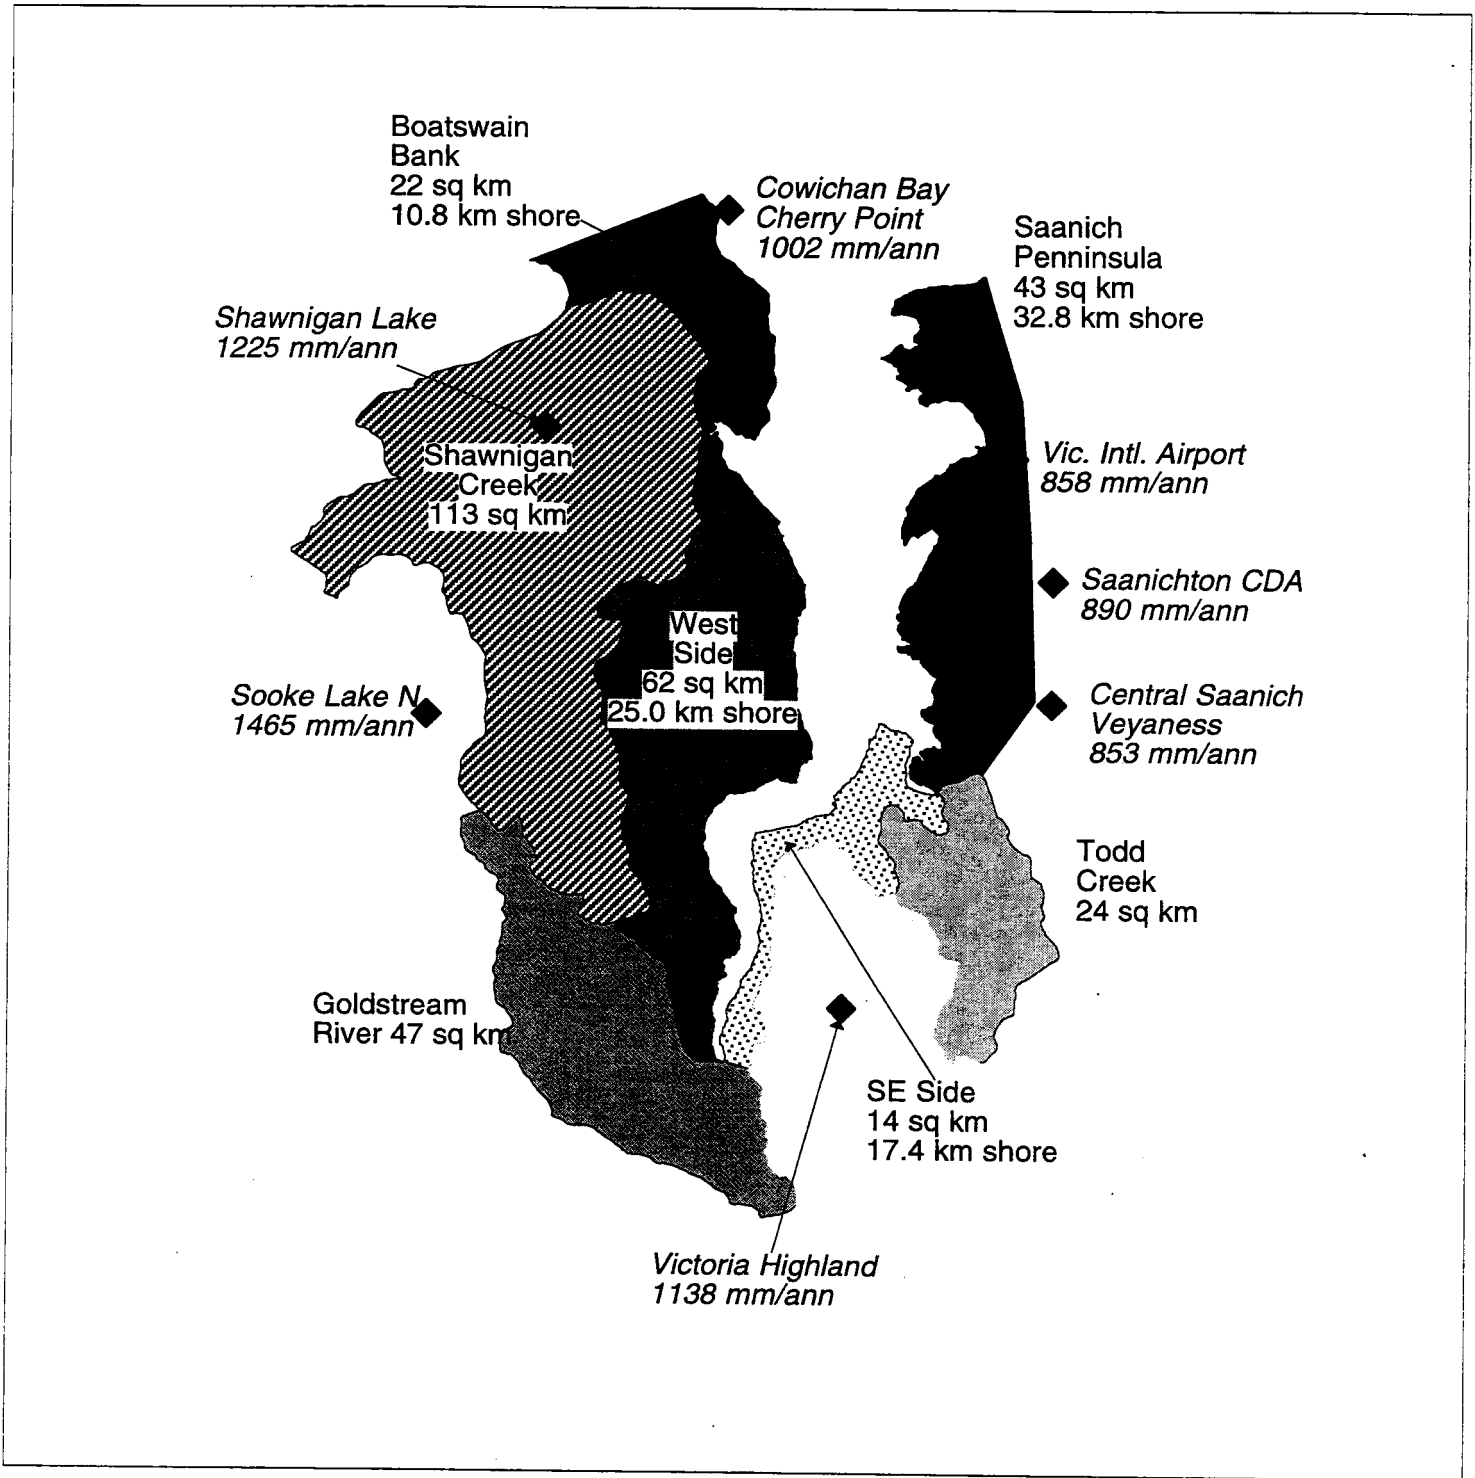 Boatswain
Bank
22 sq km
10.8 km shore
Cowichan Bay
Cherry Point
1002 mm/ann
Saanich
Penninsula
43 sq km
32.8 km shore
Shawnigan Lake
1225 mm/ann
Shawnigan
Creek
113 sq km
Vic. Intl. Airport
858 mm/ann
Saanichton CDA
890 mm/ann
West
Side
62 sq km
25.0 km shore
Sooke Lake N
1465 mm/ann
Central Saanich
Veyaness
853 mm/ann
Todd
Creek
24 sq km
Goldstream
River 47 sq km
SE Side
14 sq km
17.4 km shore
Victoria Highland
1138 mm/ann